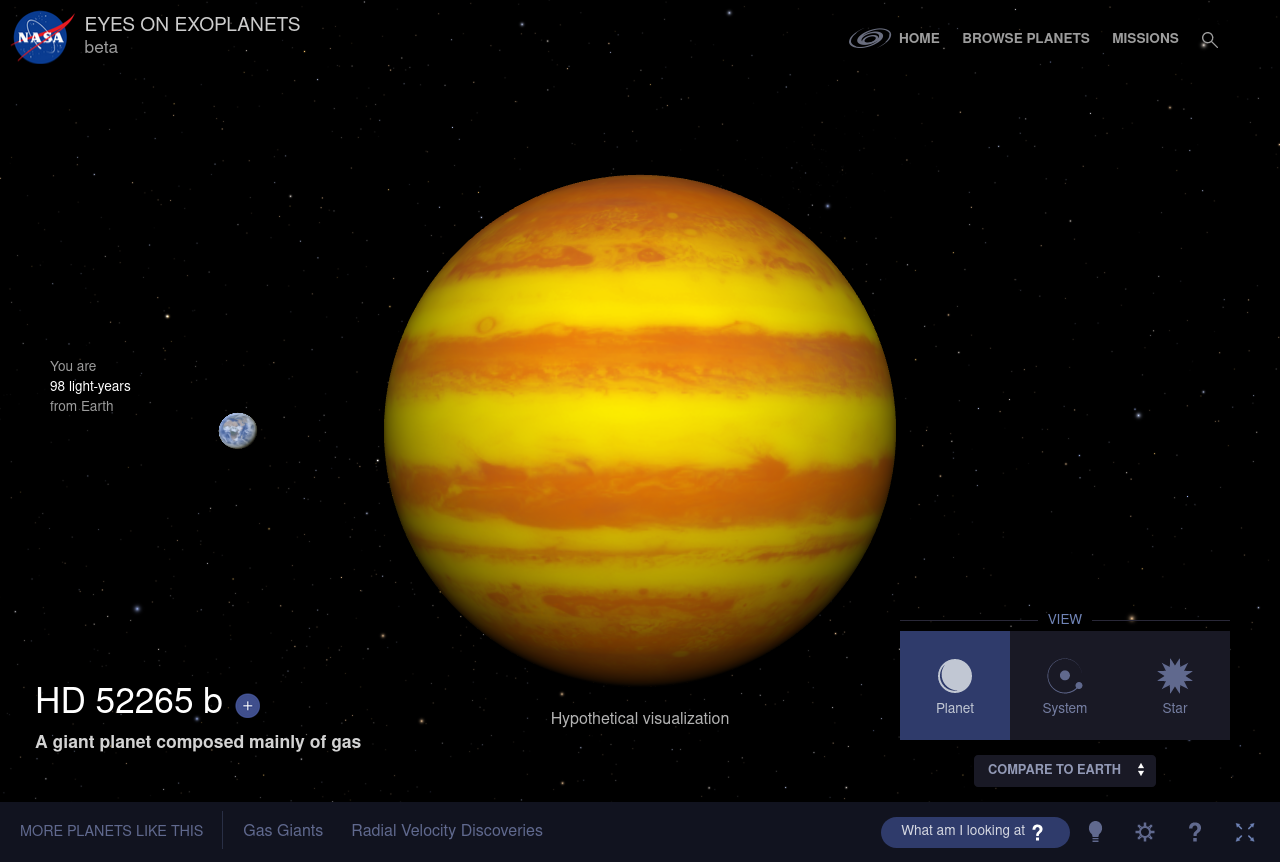 NASA
EYES ON EXOPLANETS
beta
HOME
BROWSE PLANETS
MISSIONS
You are
98 light-years
from Earth
HD 52265 b +
A giant planet composed mainly of gas
Hypothetical visualization
VIEW
Planet
System
Star
COMPARE TO EARTH
MORE PLANETS LIKE THIS
Gas Giants
Radial Velocity Discoveries
What am I looking at ?
?